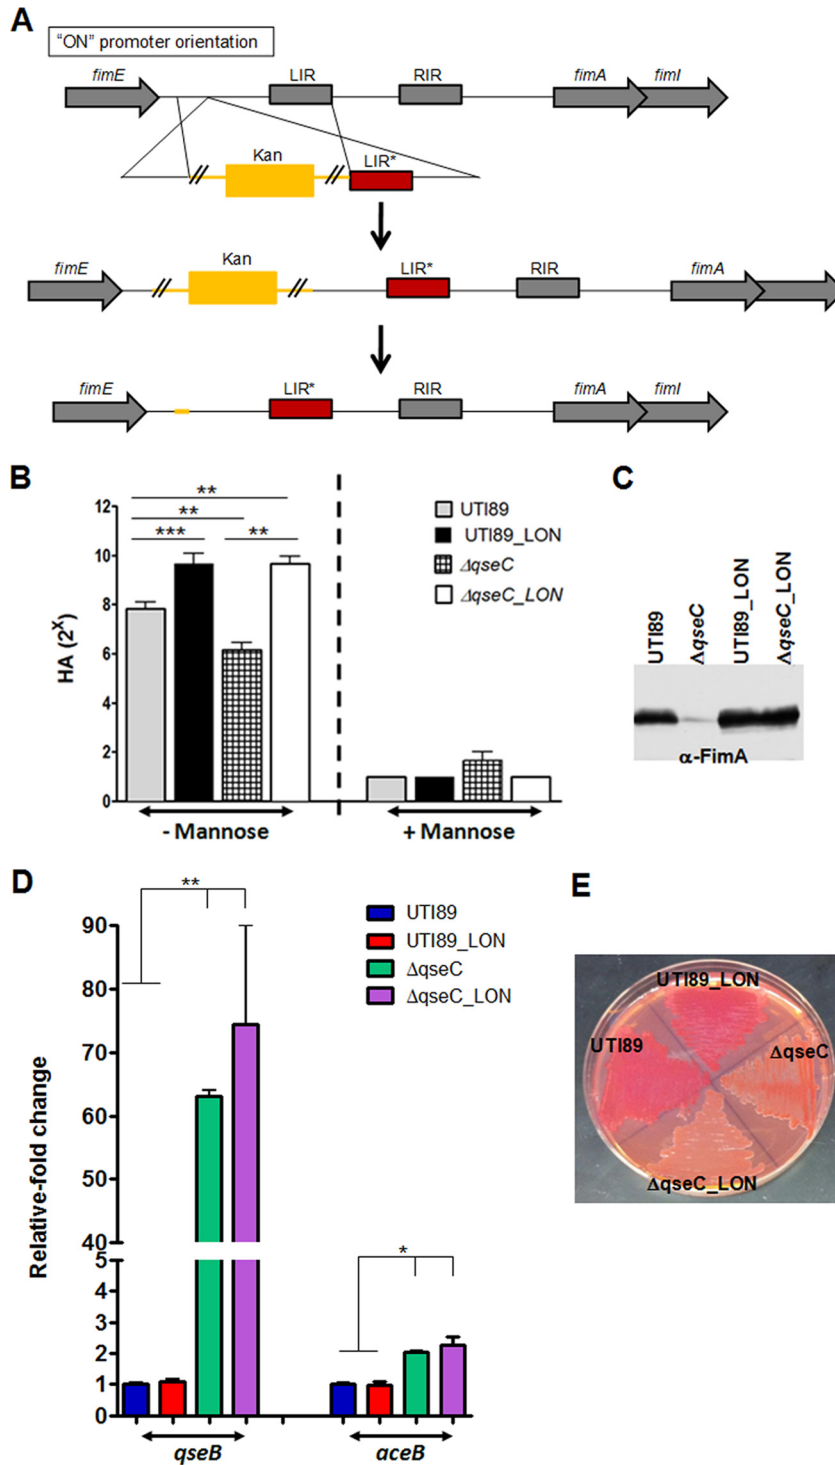 A
"ON" promoter orientation
fimE LIR RIR fimA fimI
Kan LIR*
fimE Kan LIR* RIR fimA
fimE LIR* RIR fimA fimI
B
HA (2^X)
12
10
8
6
4
2
0
**
**
*** **
UTI89
UTI89_LON
ΔqseC
ΔqseC_LON
- Mannose + Mannose
C
UTI89 ΔqseC UTI89_LON ΔqseC_LON
α-FimA
D
Relative-fold change
90
80
70
60
50
40
5
4
3
2
1
0
**
*
UTI89
UTI89_LON
ΔqseC
ΔqseC_LON
qseB aceB
E
UTI89_LON
UTI89
ΔqseC
ΔqseC_LON